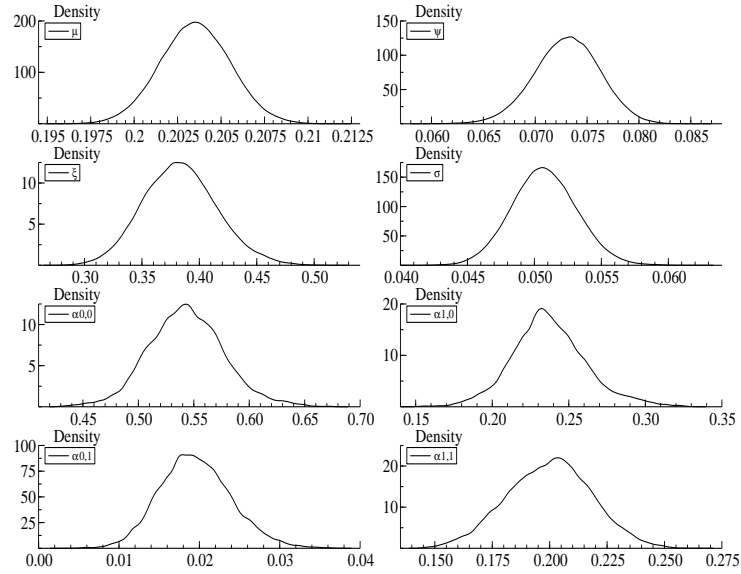 Density Density
200 μ 150 ψ
100 100
50
0.195 0.1975 0.2 0.2025 0.205 0.2075 0.21 0.2125 0.060 0.065 0.070 0.075 0.080 0.085
Density Density
10 ξ 150 σ
100
5 50
0.30 0.35 0.40 0.45 0.50 0.040 0.045 0.050 0.055 0.060
Density Density
10 α0,0 20 α1,0
5 10
0.45 0.50 0.55 0.60 0.65 0.70 0.15 0.20 0.25 0.30 0.35
Density Density
100 α0,1 α1,1
75 20
50
25 10
0.00 0.01 0.02 0.03 0.04 0.150 0.175 0.200 0.225 0.250 0.275